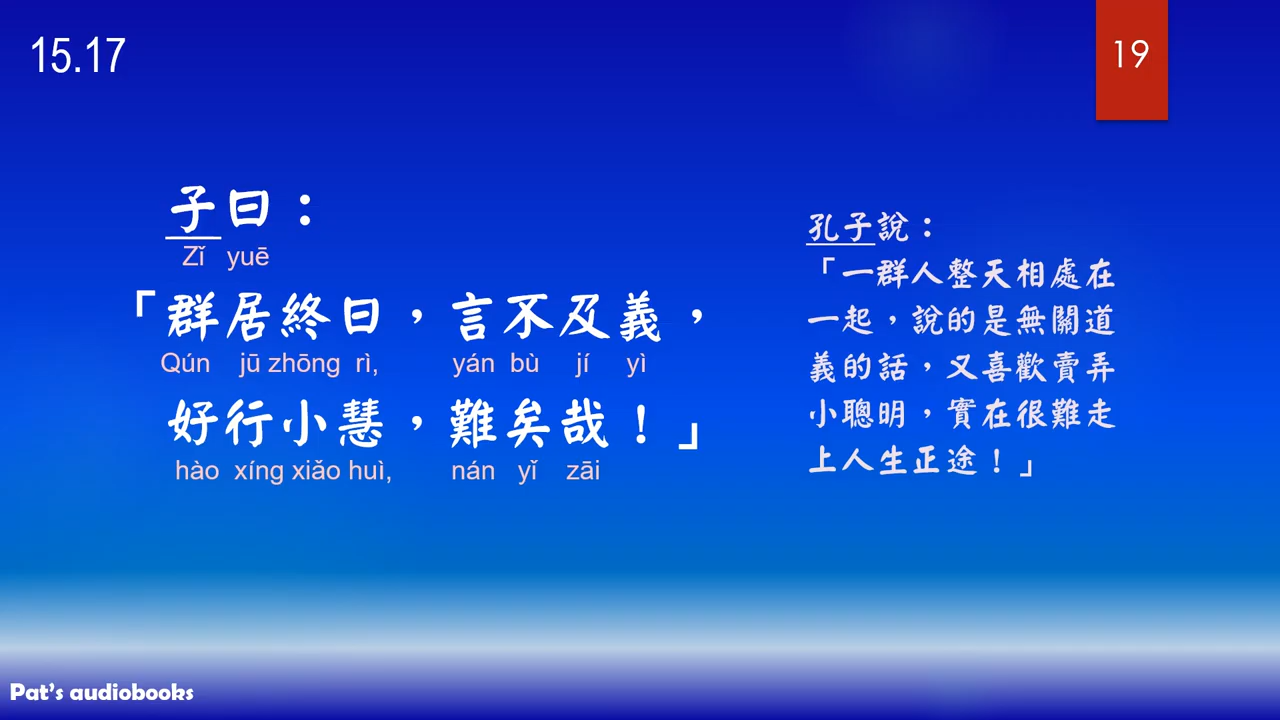 15.17
19
子曰：
Zǐ yuē
「群居終日，言不及義，
Qún jū zhōng rì, yán bù jí yì
好行小慧，難矣哉！」
hào xíng xiǎo huì, nán yǐ zāi
孔子說：
「一群人整天相處在
一起，說的是無關道
義的話，又喜歡賣弄
小聰明，實在很難走
上人生正途！」
Pat's audiobooks